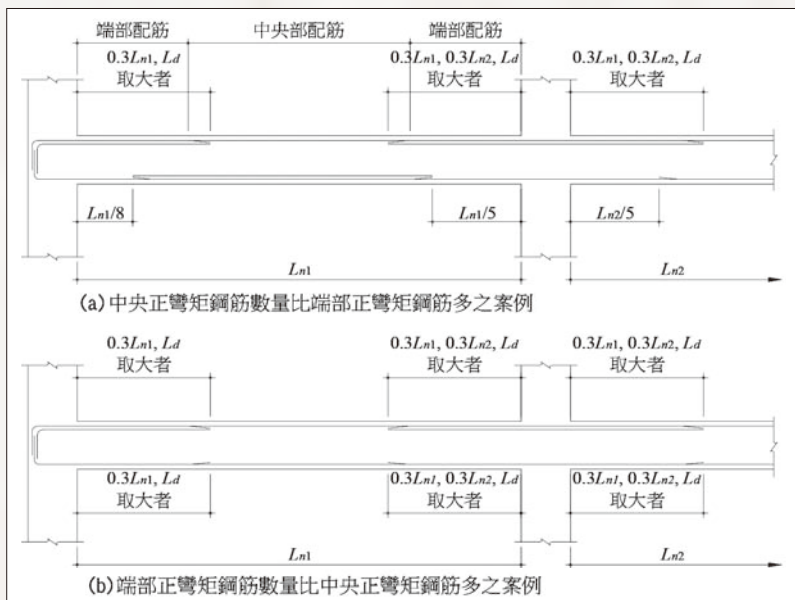 端部配筋 中央部配筋 端部配筋
0.3Ln1, Ld 0.3Ln1, 0.3Ln2, Ld 0.3Ln1, 0.3Ln2, Ld
取大者 取大者 取大者
Ln1/8 Ln1/5 Ln2/5
Ln1 Ln2
(a)中央正彎矩鋼筋數量比端部正彎矩鋼筋多之案例
0.3Ln1, Ld 0.3Ln1, 0.3Ln2, Ld 0.3Ln1, 0.3Ln2, Ld
取大者 取大者 取大者
0.3Ln1, Ld 0.3Ln1, 0.3Ln2, Ld 0.3Ln1, 0.3Ln2, Ld
取大者 取大者 取大者
Ln1 Ln2
(b)端部正彎矩鋼筋數量比中央正彎矩鋼筋多之案例